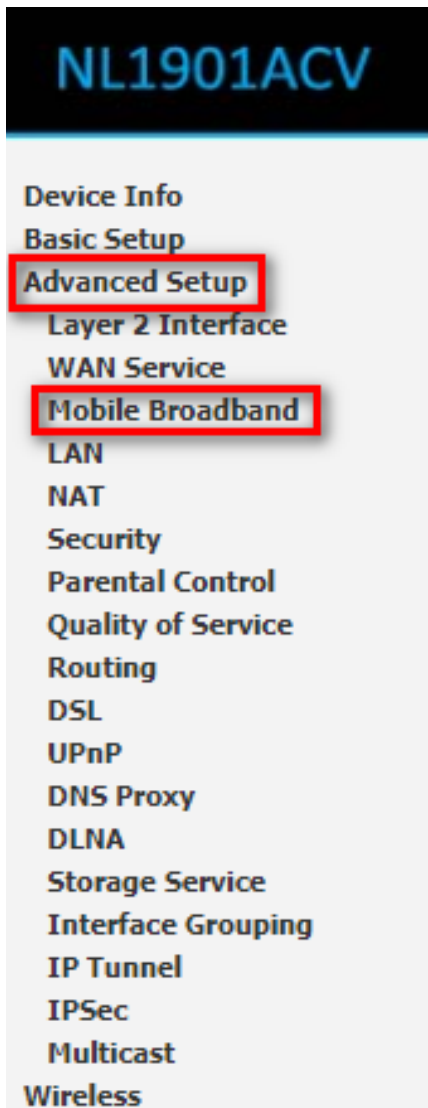 NL1901ACV
Device Info
Basic Setup
Advanced Setup
Layer 2 Interface
WAN Service
Mobile Broadband
LAN
NAT
Security
Parental Control
Quality of Service
Routing
DSL
UPnP
DNS Proxy
DLNA
Storage Service
Interface Grouping
IP Tunnel
IPSec
Multicast
Wireless